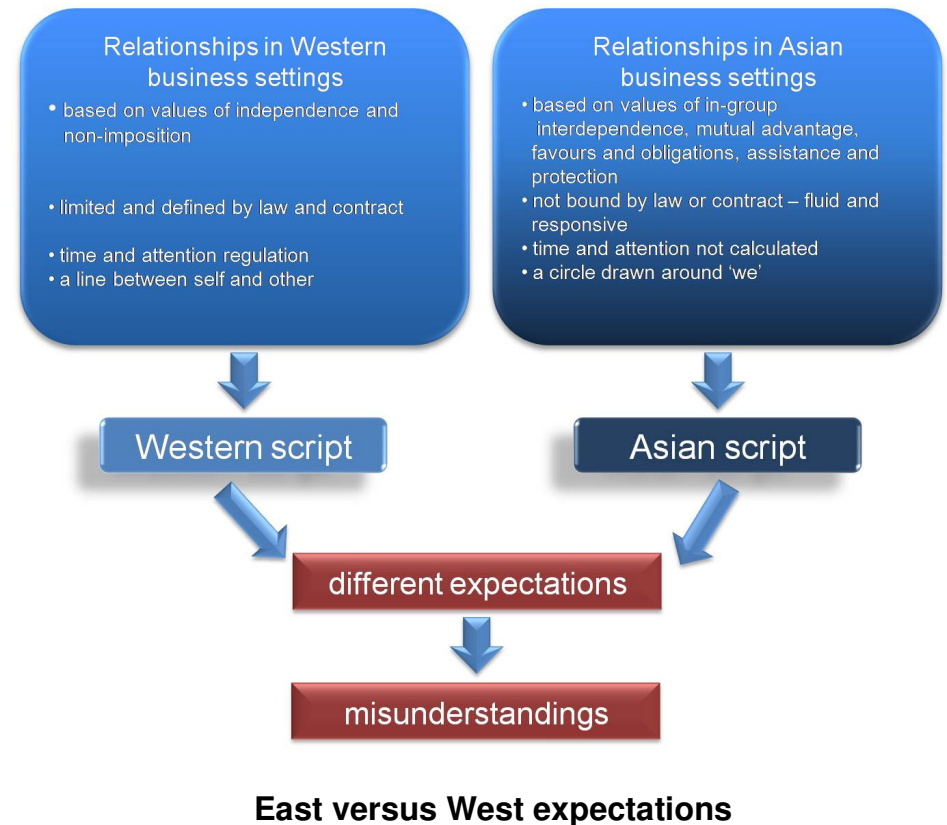 Relationships in Western
business settings
• based on values of independence and
non-imposition
• limited and defined by law and contract
• time and attention regulation
• a line between self and other
Relationships in Asian
business settings
• based on values of in-group
interdependence, mutual advantage,
favours and obligations, assistance and
protection
• not bound by law or contract – fluid and
responsive
• time and attention not calculated
• a circle drawn around ‘we’
Western script
Asian script
different expectations
misunderstandings
East versus West expectations